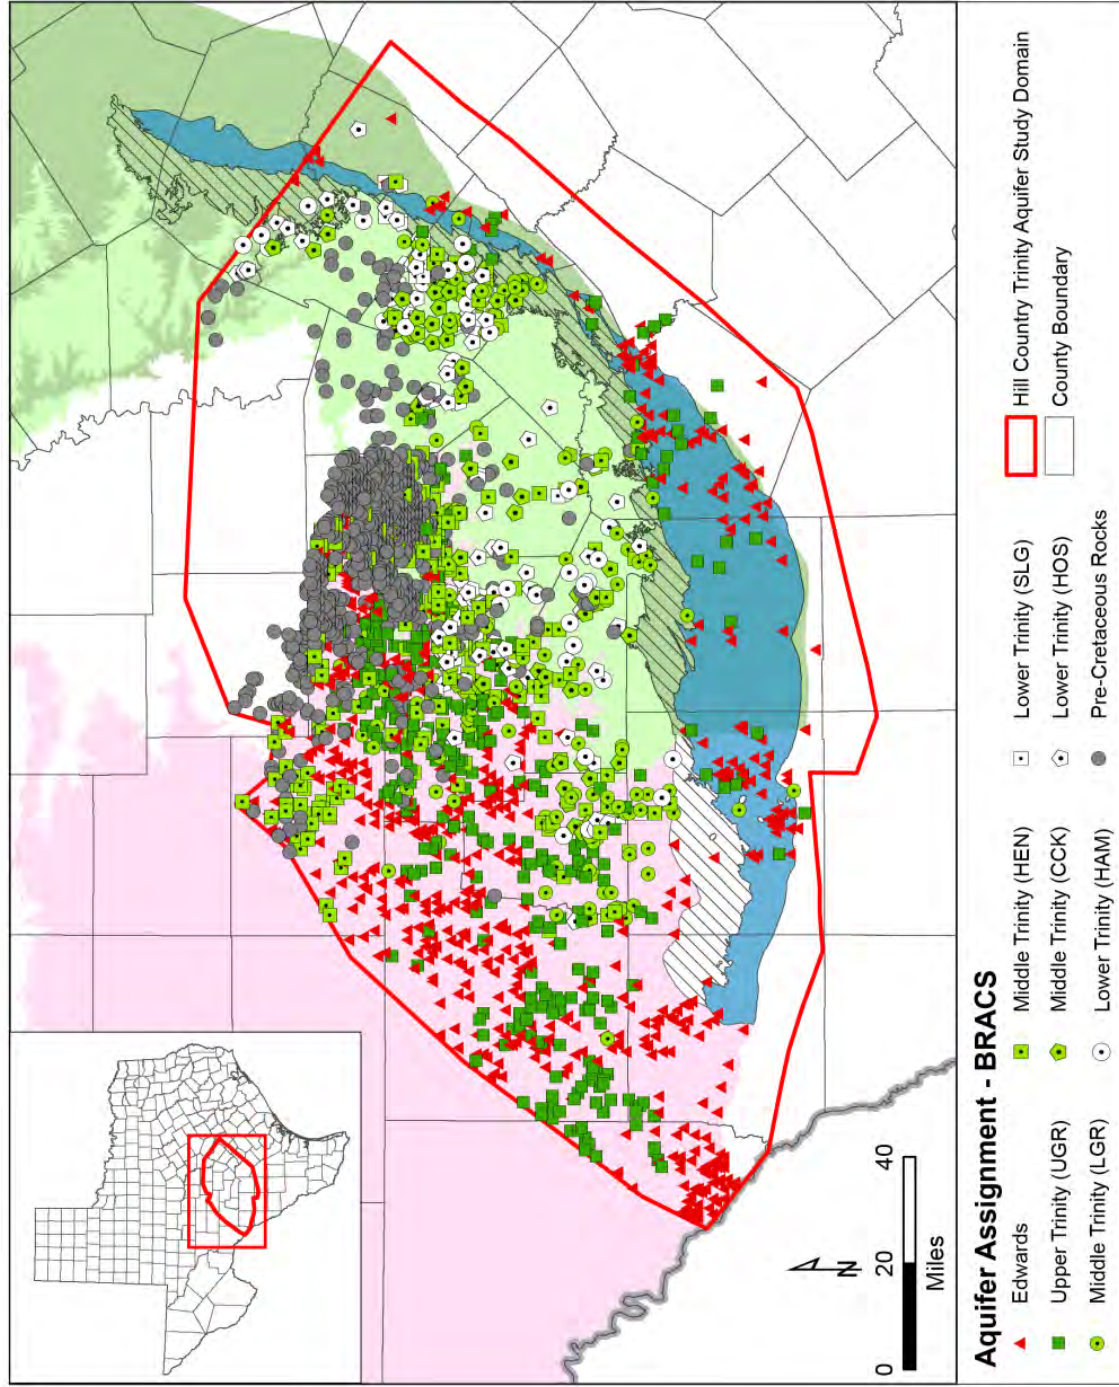 N
0
20
40
Miles
Aquifer Assignment - BRACS
Edwards
Upper Trinity (UGR)
Middle Trinity (LGR)
Middle Trinity (HEN)
Middle Trinity (CCK)
Lower Trinity (HAM)
Lower Trinity (SLG)
Lower Trinity (HOS)
Pre-Cretaceous Rocks
Hill Country Trinity Aquifer Study Domain
County Boundary